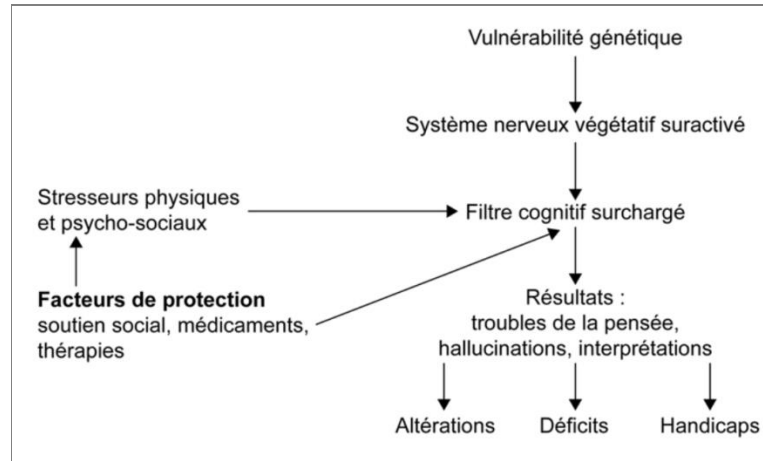 Vulnérabilité génétique
Système nerveux végétatif suractivé
Stresseurs physiques
et psycho-sociaux
Filtre cognitif surchargé
Facteurs de protection
soutien social, médicaments,
thérapies
Résultats :
troubles de la pensée,
hallucinations, interprétations
Altérations
Déficits
Handicaps